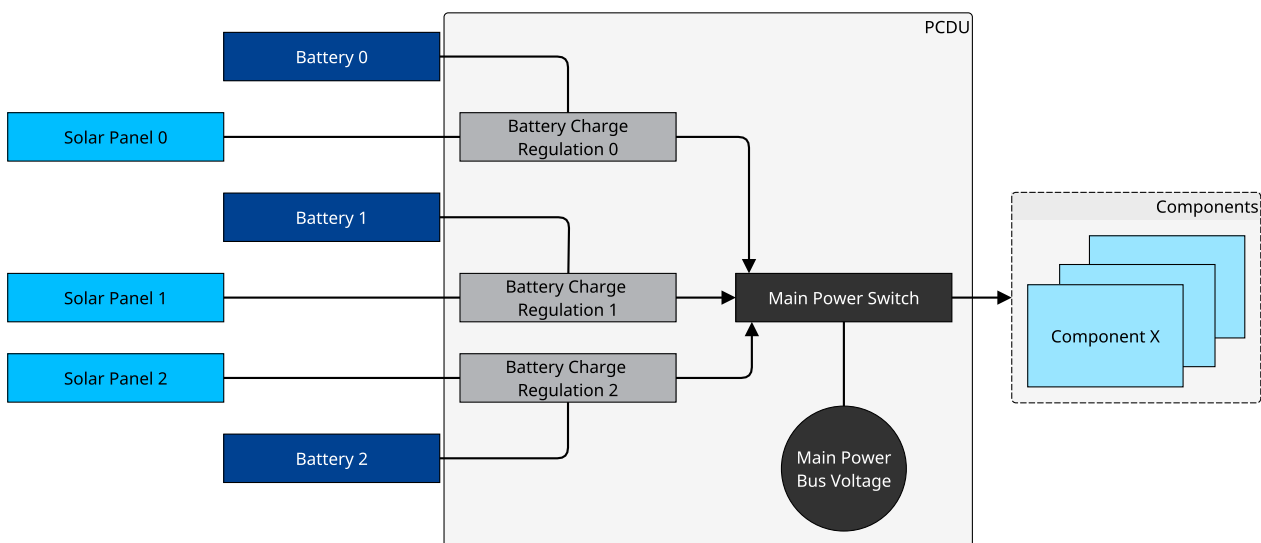 PCDU
Battery 0
Solar Panel 0
Battery Charge
Regulation 0
Battery 1
Components
Solar Panel 1
Battery Charge
Regulation 1
Main Power Switch
Component X
Solar Panel 2
Battery Charge
Regulation 2
Battery 2
Main Power
Bus Voltage